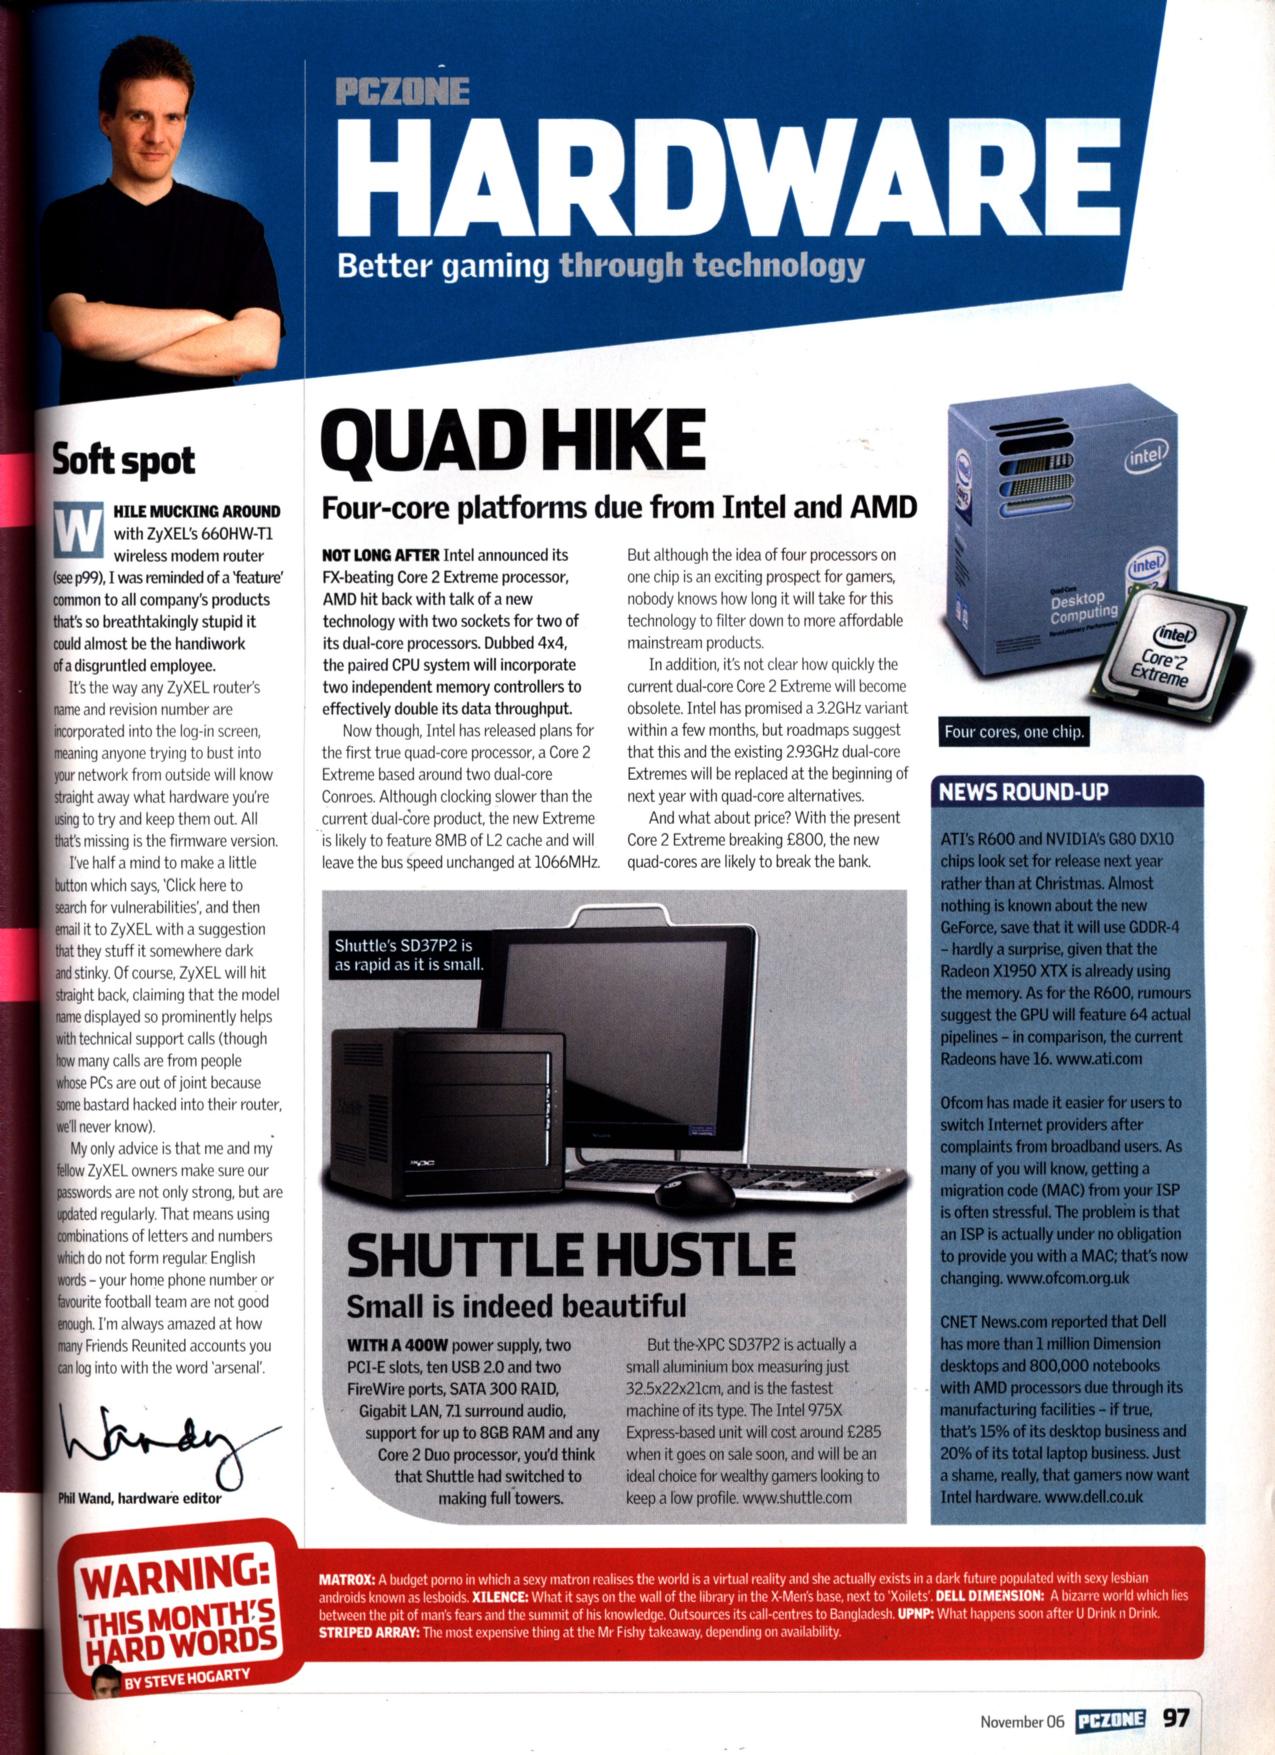 PCZONE
HARDWARE
Better gaming through technology
Soft spot
WHILE MUCKING AROUND
with ZyXEL's 660HW-T1
wireless modem router
(see p99), I was reminded of a 'feature'
common to all company's products
that's so breathtakingly stupid it
could almost be the handiwork
of a disgruntled employee.
It's the way any ZyXEL router's
name and revision number are
incorporated into the log-in screen,
meaning anyone trying to bust into
your network from outside will know
straight away what hardware you're
using to try and keep them out. All
that's missing is the firmware version.
I've half a mind to make a little
button which says, 'Click here to
search for vulnerabilities', and then
email it to ZyXEL with a suggestion
that they stuff it somewhere dark
and stinky. Of course, ZyXEL will hit
straight back, claiming that the model
name displayed so prominently helps
with technical support calls (though
how many calls are from people
whose PCs are out of joint because
some bastard hacked into their router,
we'll never know).
My only advice is that me and my
fellow ZyXEL owners make sure our
passwords are not only strong, but are
updated regularly. That means using
combinations of letters and numbers
which do not form regular English
words – your home phone number or
favourite football team are not good
enough. I'm always amazed at how
many Friends Reunited accounts you
can log into with the word 'arsenal'.
Wandy
Phil Wand, hardware editor
QUAD HIKE
Four-core platforms due from Intel and AMD
NOT LONG AFTER Intel announced its
FX-beating Core 2 Extreme processor,
AMD hit back with talk of a new
technology with two sockets for two of
its dual-core processors. Dubbed 4x4,
the paired CPU system will incorporate
two independent memory controllers to
effectively double its data throughput.
Now though, Intel has released plans for
the first true quad-core processor, a Core 2
Extreme based around two dual-core
Conroes. Although clocking slower than the
current dual-core product, the new Extreme
is likely to feature 8MB of L2 cache and will
leave the bus speed unchanged at 1066MHz.
But although the idea of four processors on
one chip is an exciting prospect for gamers,
nobody knows how long it will take for this
technology to filter down to more affordable
mainstream products.
In addition, it's not clear how quickly the
current dual-core Core 2 Extreme will become
obsolete. Intel has promised a 3.2GHz variant
within a few months, but roadmaps suggest
that this and the existing 2.93GHz dual-core
Extremes will be replaced at the beginning of
next year with quad-core alternatives.
And what about price? With the present
Core 2 Extreme breaking £800, the new
quad-cores are likely to break the bank.
intel
intel
Quad-Core
Desktop
Computing
Revolutionary Performance
intel
Core™2
Extreme
Four cores, one chip.
Shuttle's SD37P2 is
as rapid as it is small.
xpc
SHUTTLE HUSTLE
Small is indeed beautiful
WITH A 400W power supply, two
PCI-E slots, ten USB 2.0 and two
FireWire ports, SATA 300 RAID,
Gigabit LAN, 7.1 surround audio,
support for up to 8GB RAM and any
Core 2 Duo processor, you'd think
that Shuttle had switched to
making full towers.
But the XPC SD37P2 is actually a
small aluminium box measuring just
32.5x22x21cm, and is the fastest
machine of its type. The Intel 975X
Express-based unit will cost around £285
when it goes on sale soon, and will be an
ideal choice for wealthy gamers looking to
keep a low profile. www.shuttle.com
NEWS ROUND-UP
ATI's R600 and NVIDIA's G80 DX10
chips look set for release next year
rather than at Christmas. Almost
nothing is known about the new
GeForce, save that it will use GDDR-4
– hardly a surprise, given that the
Radeon X1950 XTX is already using
the memory. As for the R600, rumours
suggest the GPU will feature 64 actual
pipelines – in comparison, the current
Radeons have 16. www.ati.com
Ofcom has made it easier for users to
switch Internet providers after
complaints from broadband users. As
many of you will know, getting a
migration code (MAC) from your ISP
is often stressful. The problem is that
an ISP is actually under no obligation
to provide you with a MAC; that's now
changing. www.ofcom.org.uk
CNET News.com reported that Dell
has more than 1 million Dimension
desktops and 800,000 notebooks
with AMD processors due through its
manufacturing facilities – if true,
that's 15% of its desktop business and
20% of its total laptop business. Just
a shame, really, that gamers now want
Intel hardware. www.dell.co.uk
WARNING:
THIS MONTH'S
HARD WORDS
BY STEVE HOGARTY
MATROX: A budget porno in which a sexy matron realises the world is a virtual reality and she actually exists in a dark future populated with sexy lesbian
androids known as lesboids. XILENCE: What it says on the wall of the library in the X-Men's base, next to 'Xoilets'. DELL DIMENSION: A bizarre world which lies
between the pit of man's fears and the summit of his knowledge. Outsources its call-centres to Bangladesh. UPNP: What happens soon after U Drink n Drink.
STRIPED ARRAY: The most expensive thing at the Mr Fishy takeaway, depending on availability.
November 06 PCZONE 97